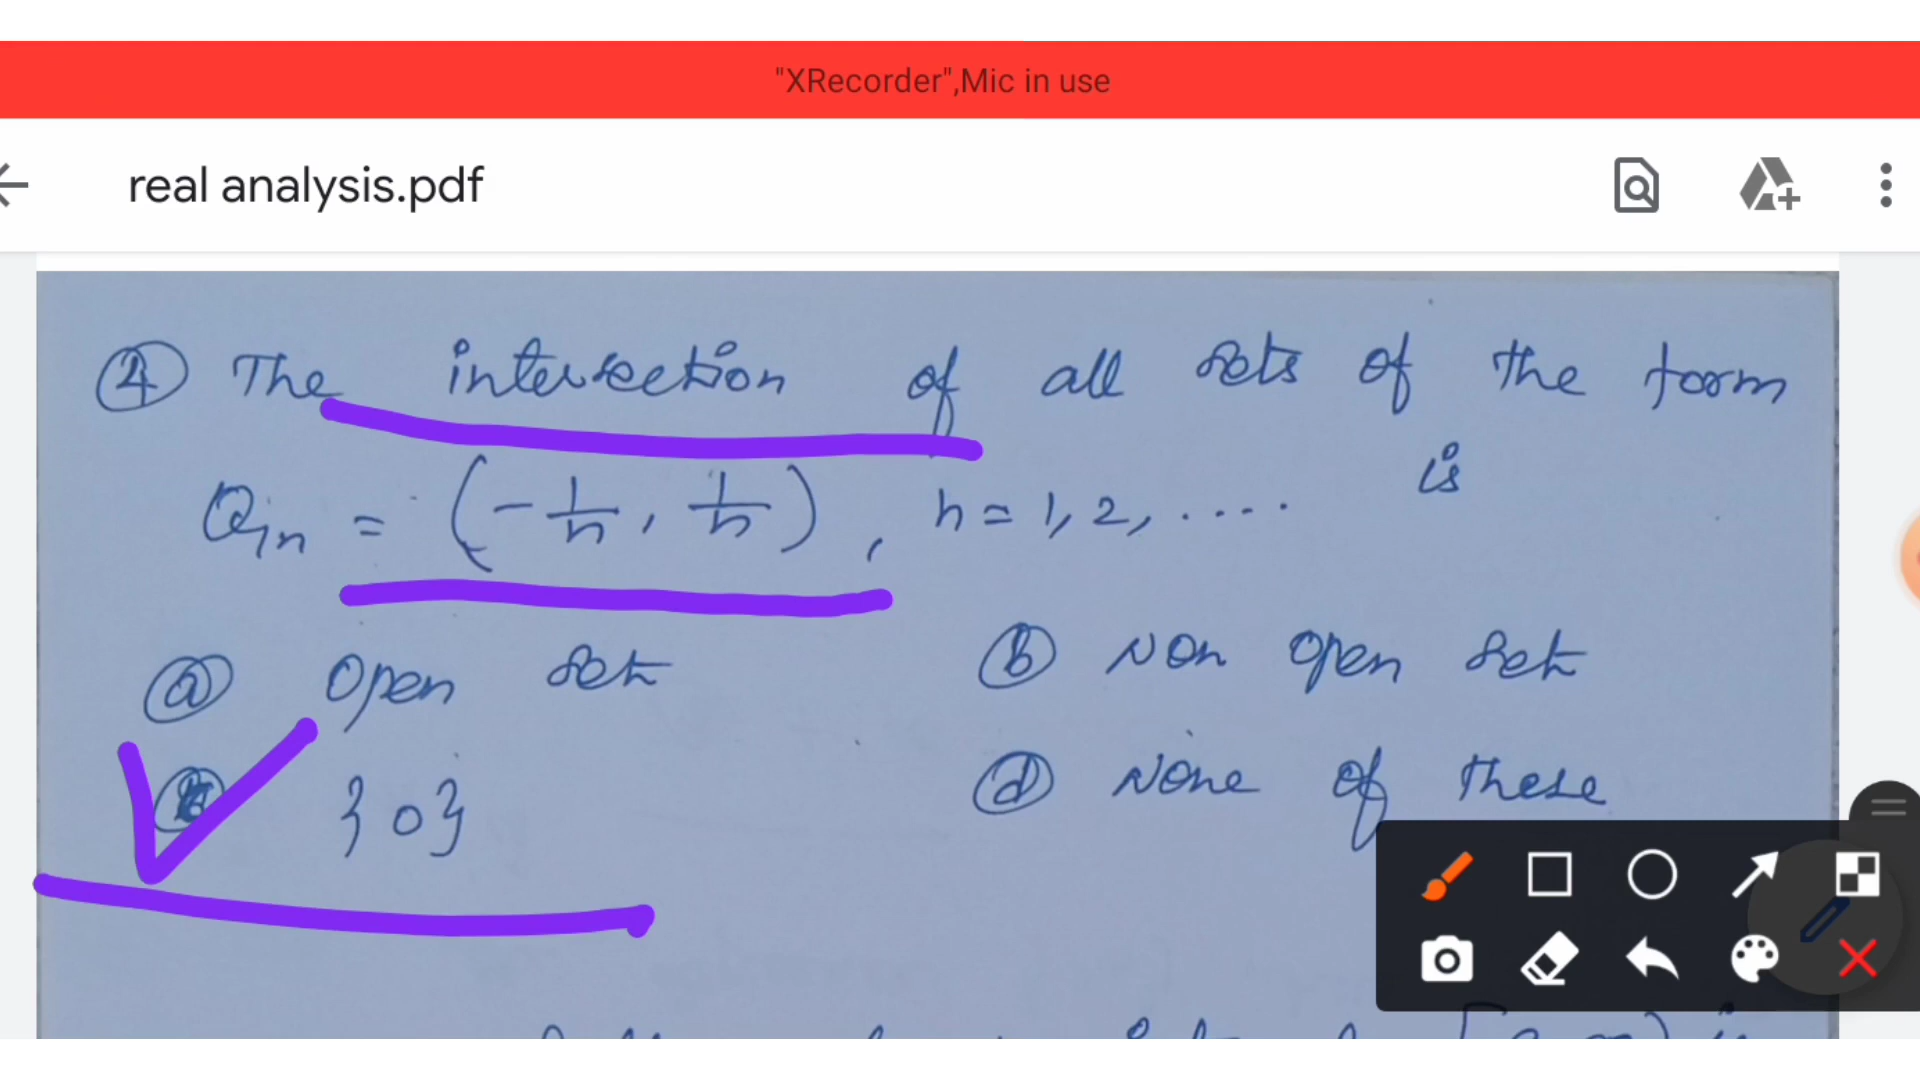 "XRecorder",Mic in use
real analysis.pdf
④ The intersection of all sets of the form
Gn = (-1/n, 1/n), n = 1, 2, ..... is
ⓐ Open set ⓑ Non open set
{0} ⓓ None of these